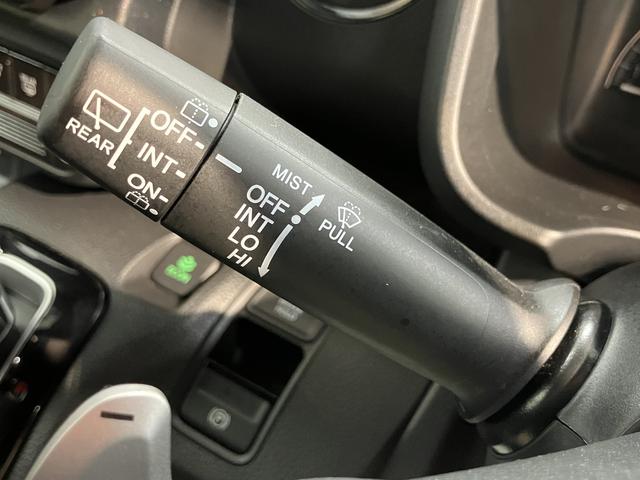 REAR
OFF-
INT-
ON-
MIST
OFF
INT
LO
HI
PULL